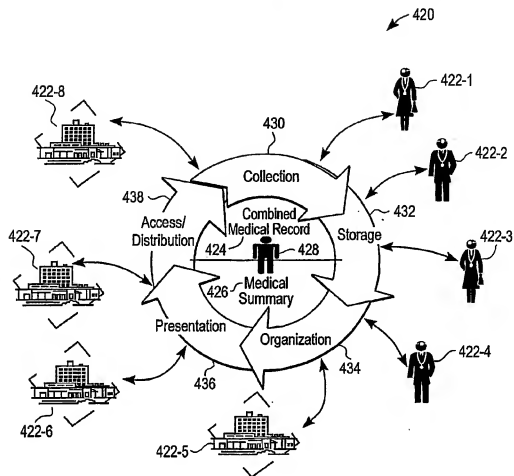 420
422-1
422-8
430
Collection
422-2
438
432
Combined
Medical Record
Access/
Distribution
424
428
Storage
422-7
422-3
426
Medical
Summary
Presentation
Organization
422-4
436
434
422-6
422-5